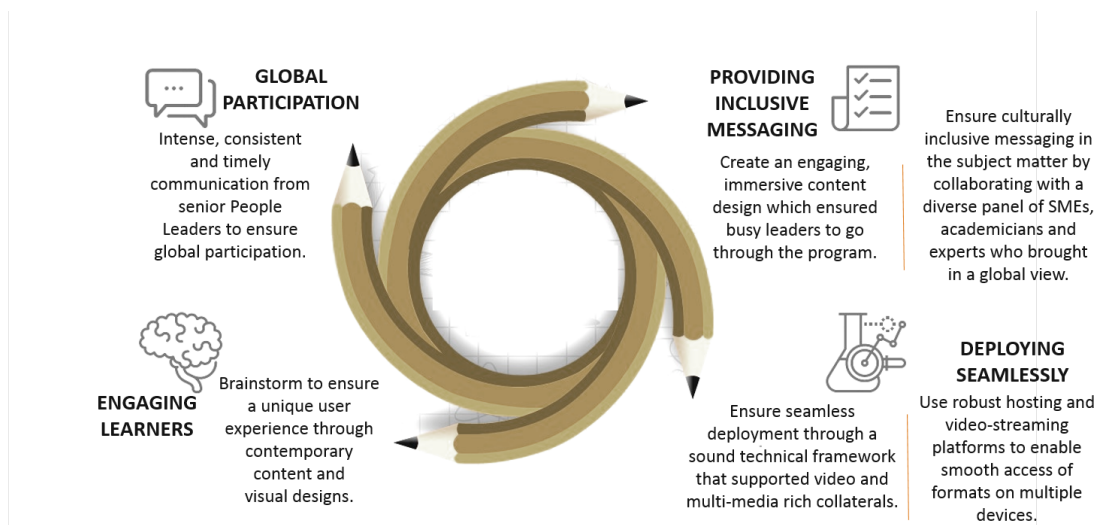 GLOBAL
PARTICIPATION
Intense, consistent
and timely
communication from
senior People
Leaders to ensure
global participation.
PROVIDING
INCLUSIVE
MESSAGING
Create an engaging,
immersive content
design which ensured
busy leaders to go
through the program.
Ensure culturally
inclusive messaging in
the subject matter by
collaborating with a
diverse panel of SMEs,
academicians and
experts who brought
in a global view.
ENGAGING
LEARNERS
Brainstorm to ensure
a unique user
experience through
contemporary
content and
visual designs.
DEPLOYING
SEAMLESSLY
Ensure seamless
deployment through a
sound technical framework
that supported video and
multi-media rich collaterals.
Use robust hosting and
video-streaming
platforms to enable
smooth access of
formats on multiple
devices.